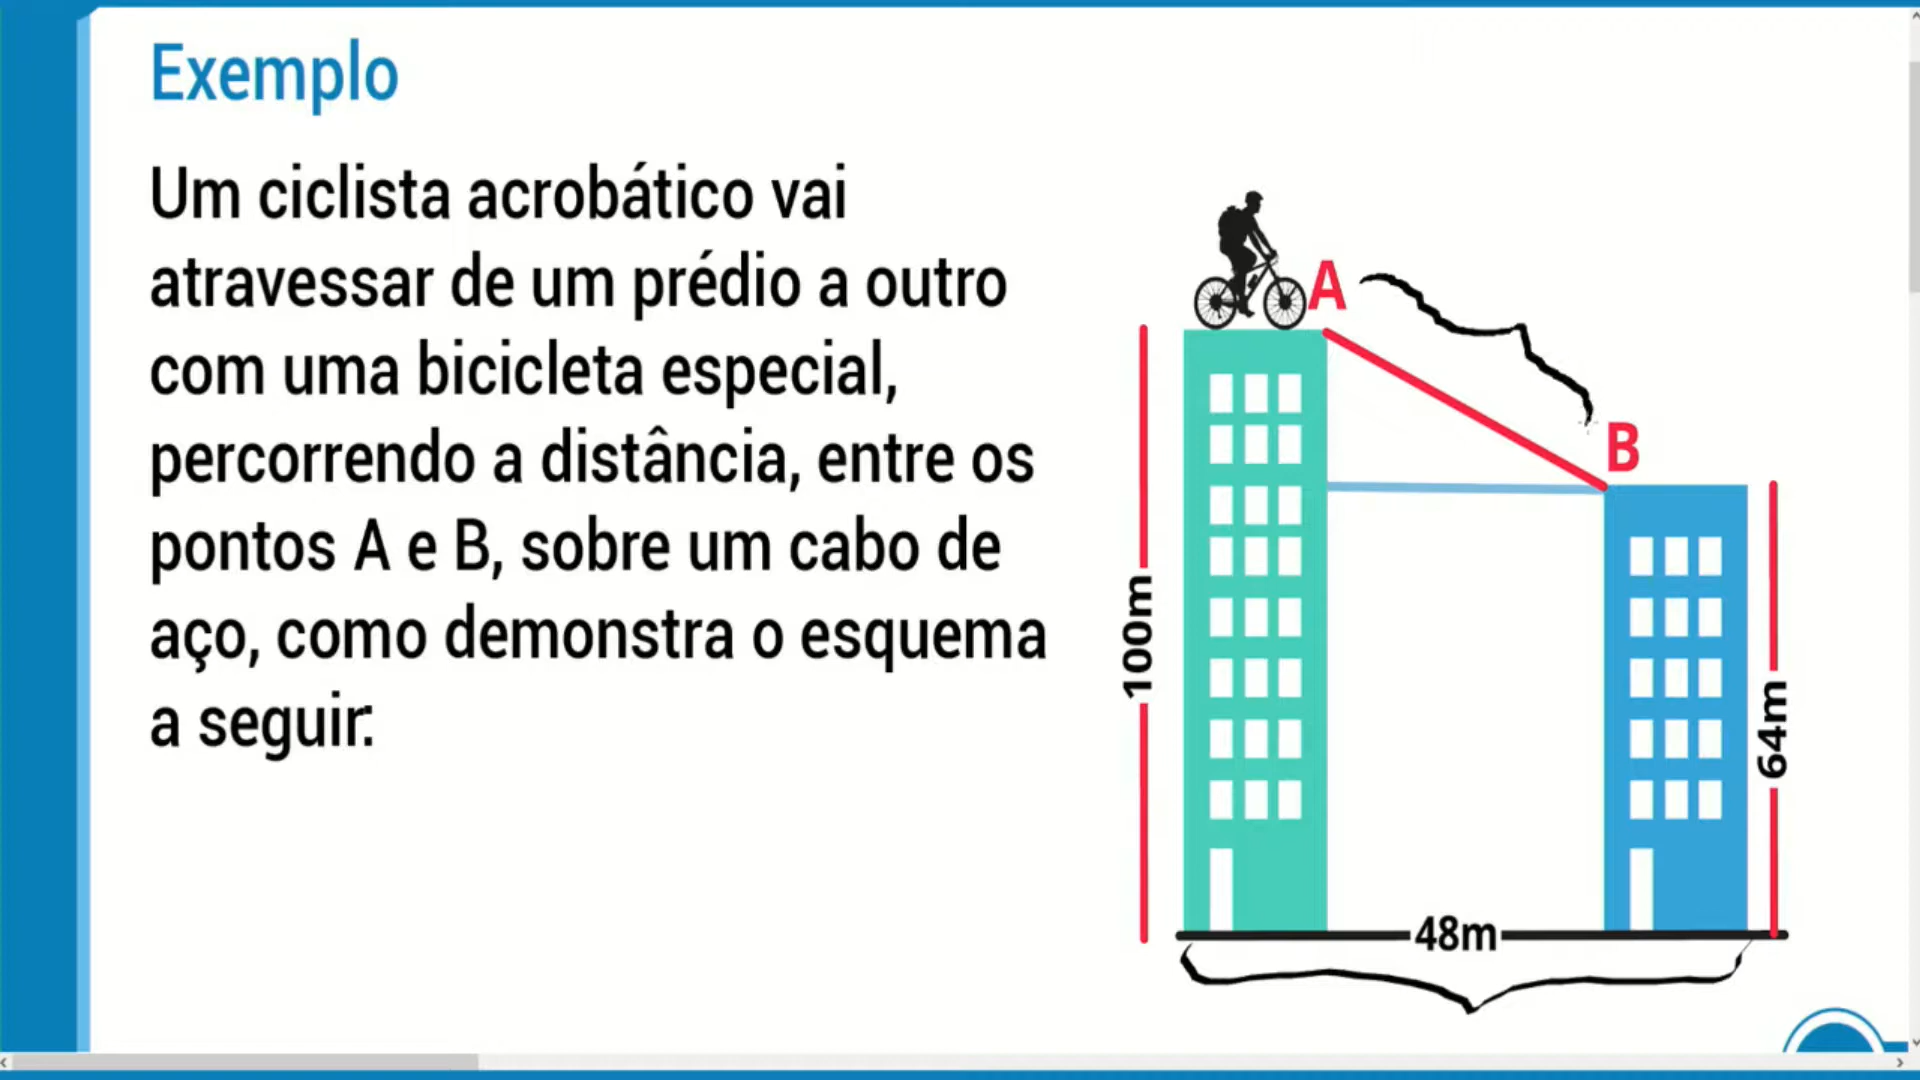 Exemplo
Um ciclista acrobático vai
atravessar de um prédio a outro
com uma bicicleta especial,
percorrendo a distância, entre os
pontos A e B, sobre um cabo de
aço, como demonstra o esquema
a seguir:
A
B
100m
64m
48m